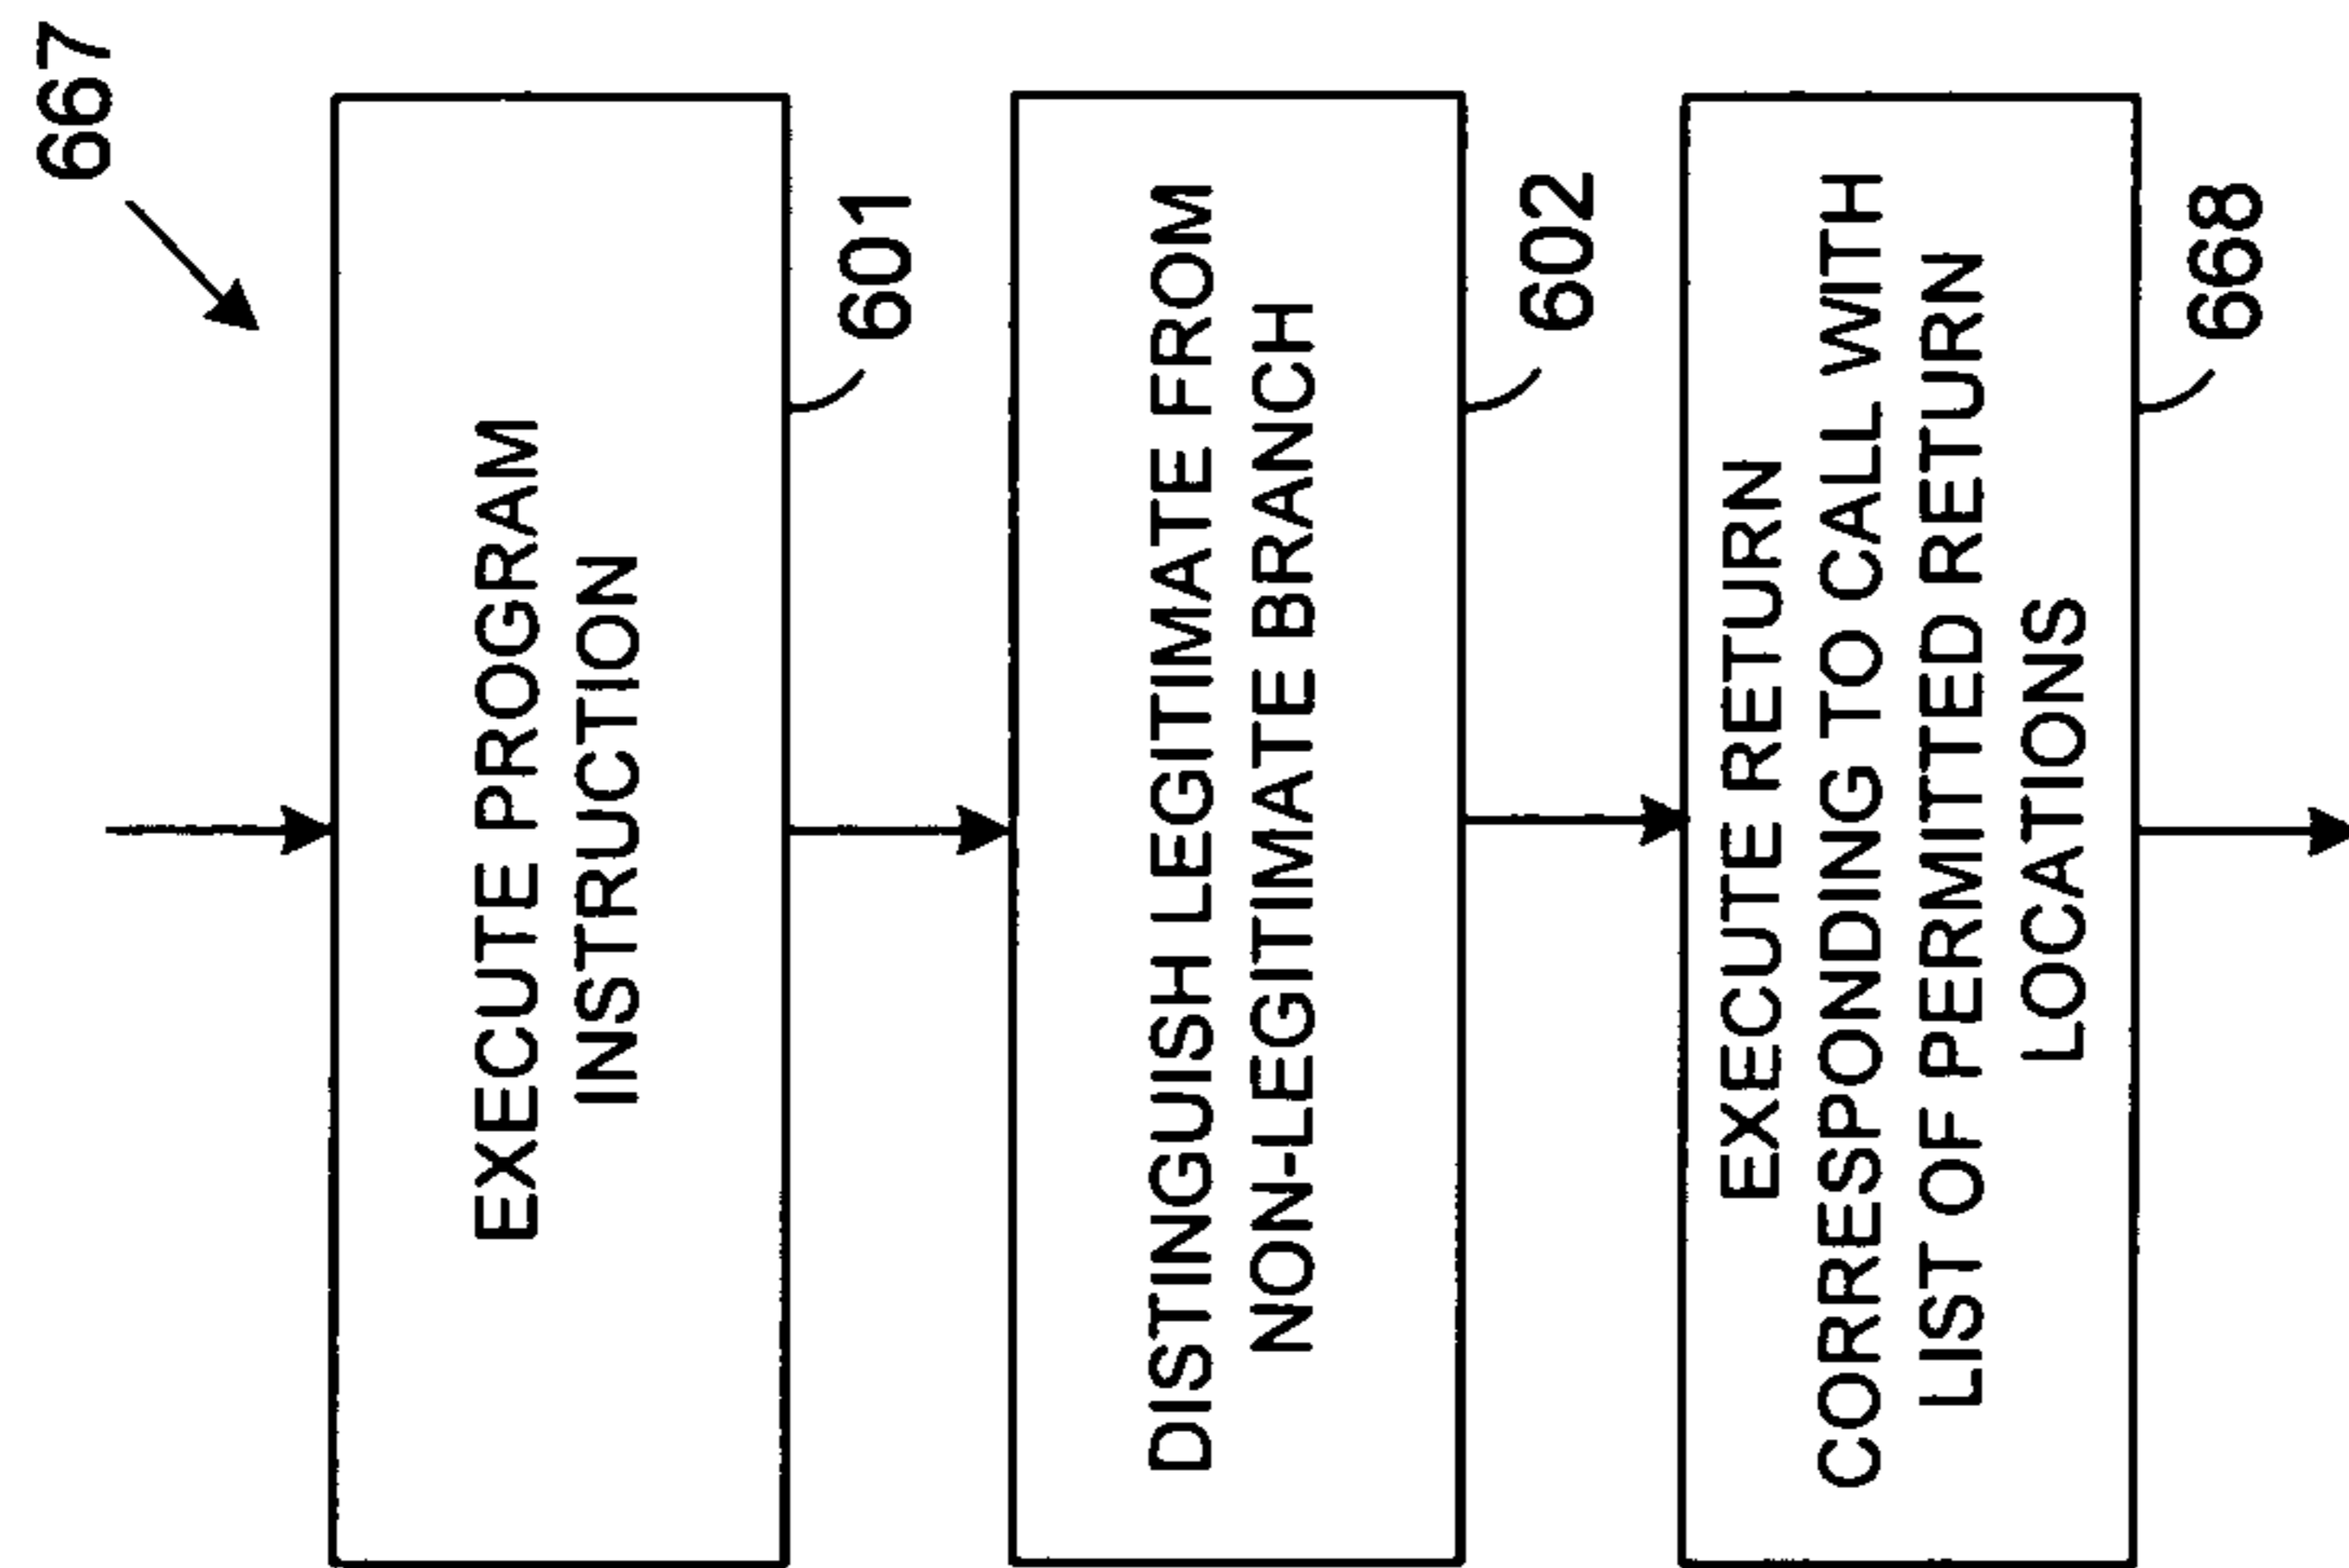 667
EXECUTE PROGRAM
INSTRUCTION
601
DISTINGUISH LEGITIMATE FROM
NON-LEGITIMATE BRANCH
602
EXECUTE RETURN
CORRESPONDING TO CALL WITH
LIST OF PERMITTED RETURN
LOCATIONS
668